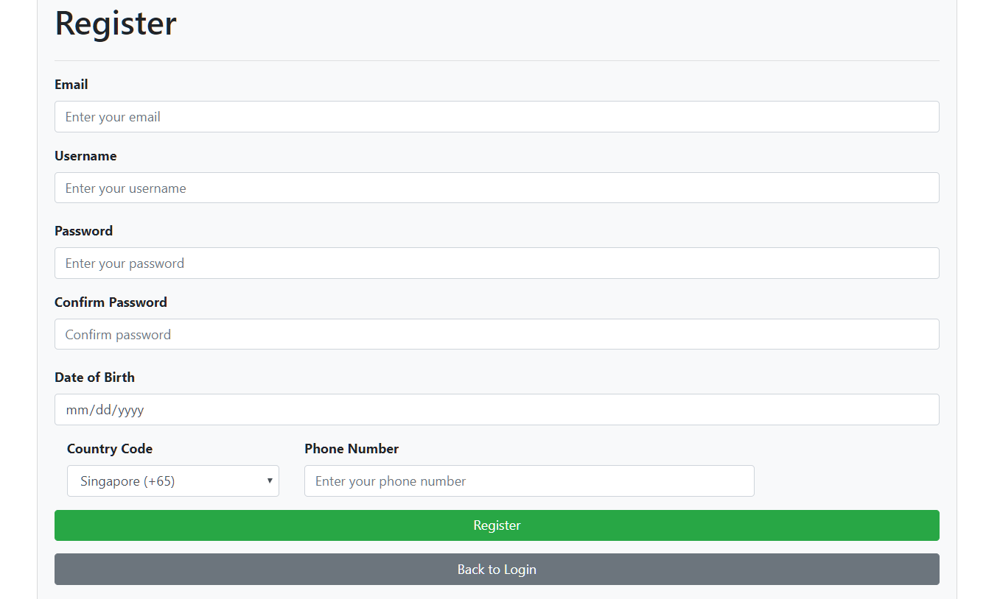 Register
Email
Enter your email
Username
Enter your username
Password
Enter your password
Confirm Password
Confirm password
Date of Birth
mm/dd/yyyy
Country Code Phone Number
Singapore (+65) Enter your phone number
Register
Back to Login